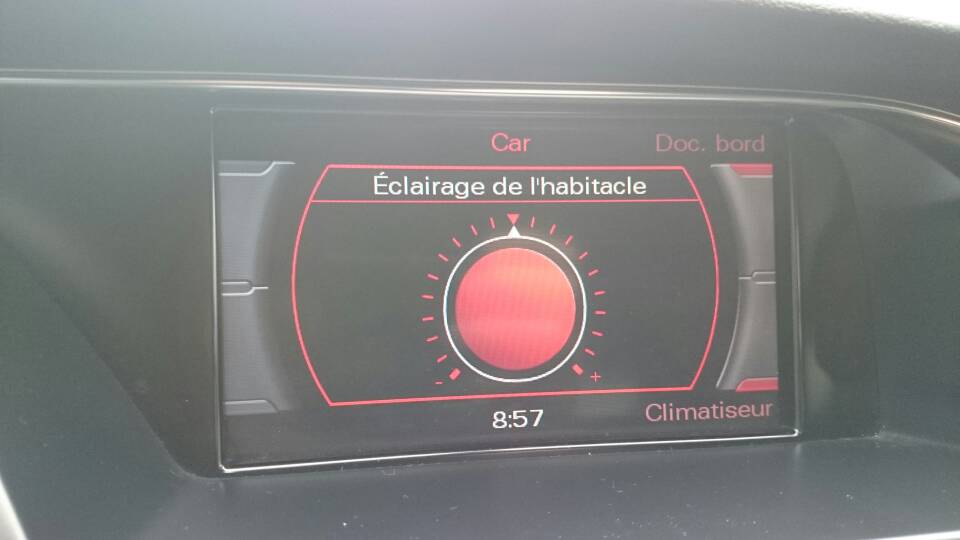 Car
Doc. bord
Éclairage de l'habitacle
- +
8:57
Climatiseur